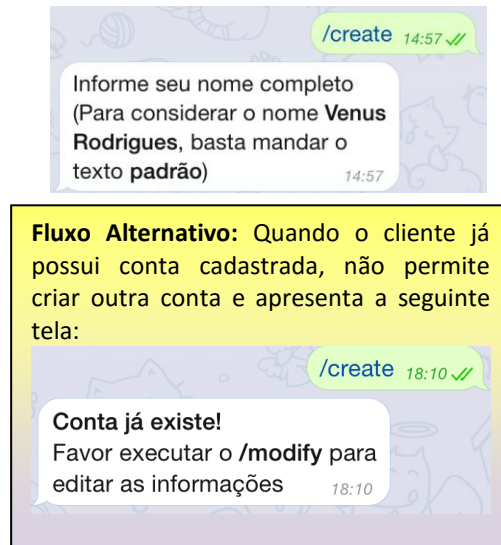 /create 14:57
Informe seu nome completo
(Para considerar o nome Venus
Rodrigues, basta mandar o
texto padrão) 14:57
Fluxo Alternativo: Quando o cliente já
possui conta cadastrada, não permite
criar outra conta e apresenta a seguinte
tela:
/create 18:10
Conta já existe!
Favor executar o /modify para
editar as informações 18:10